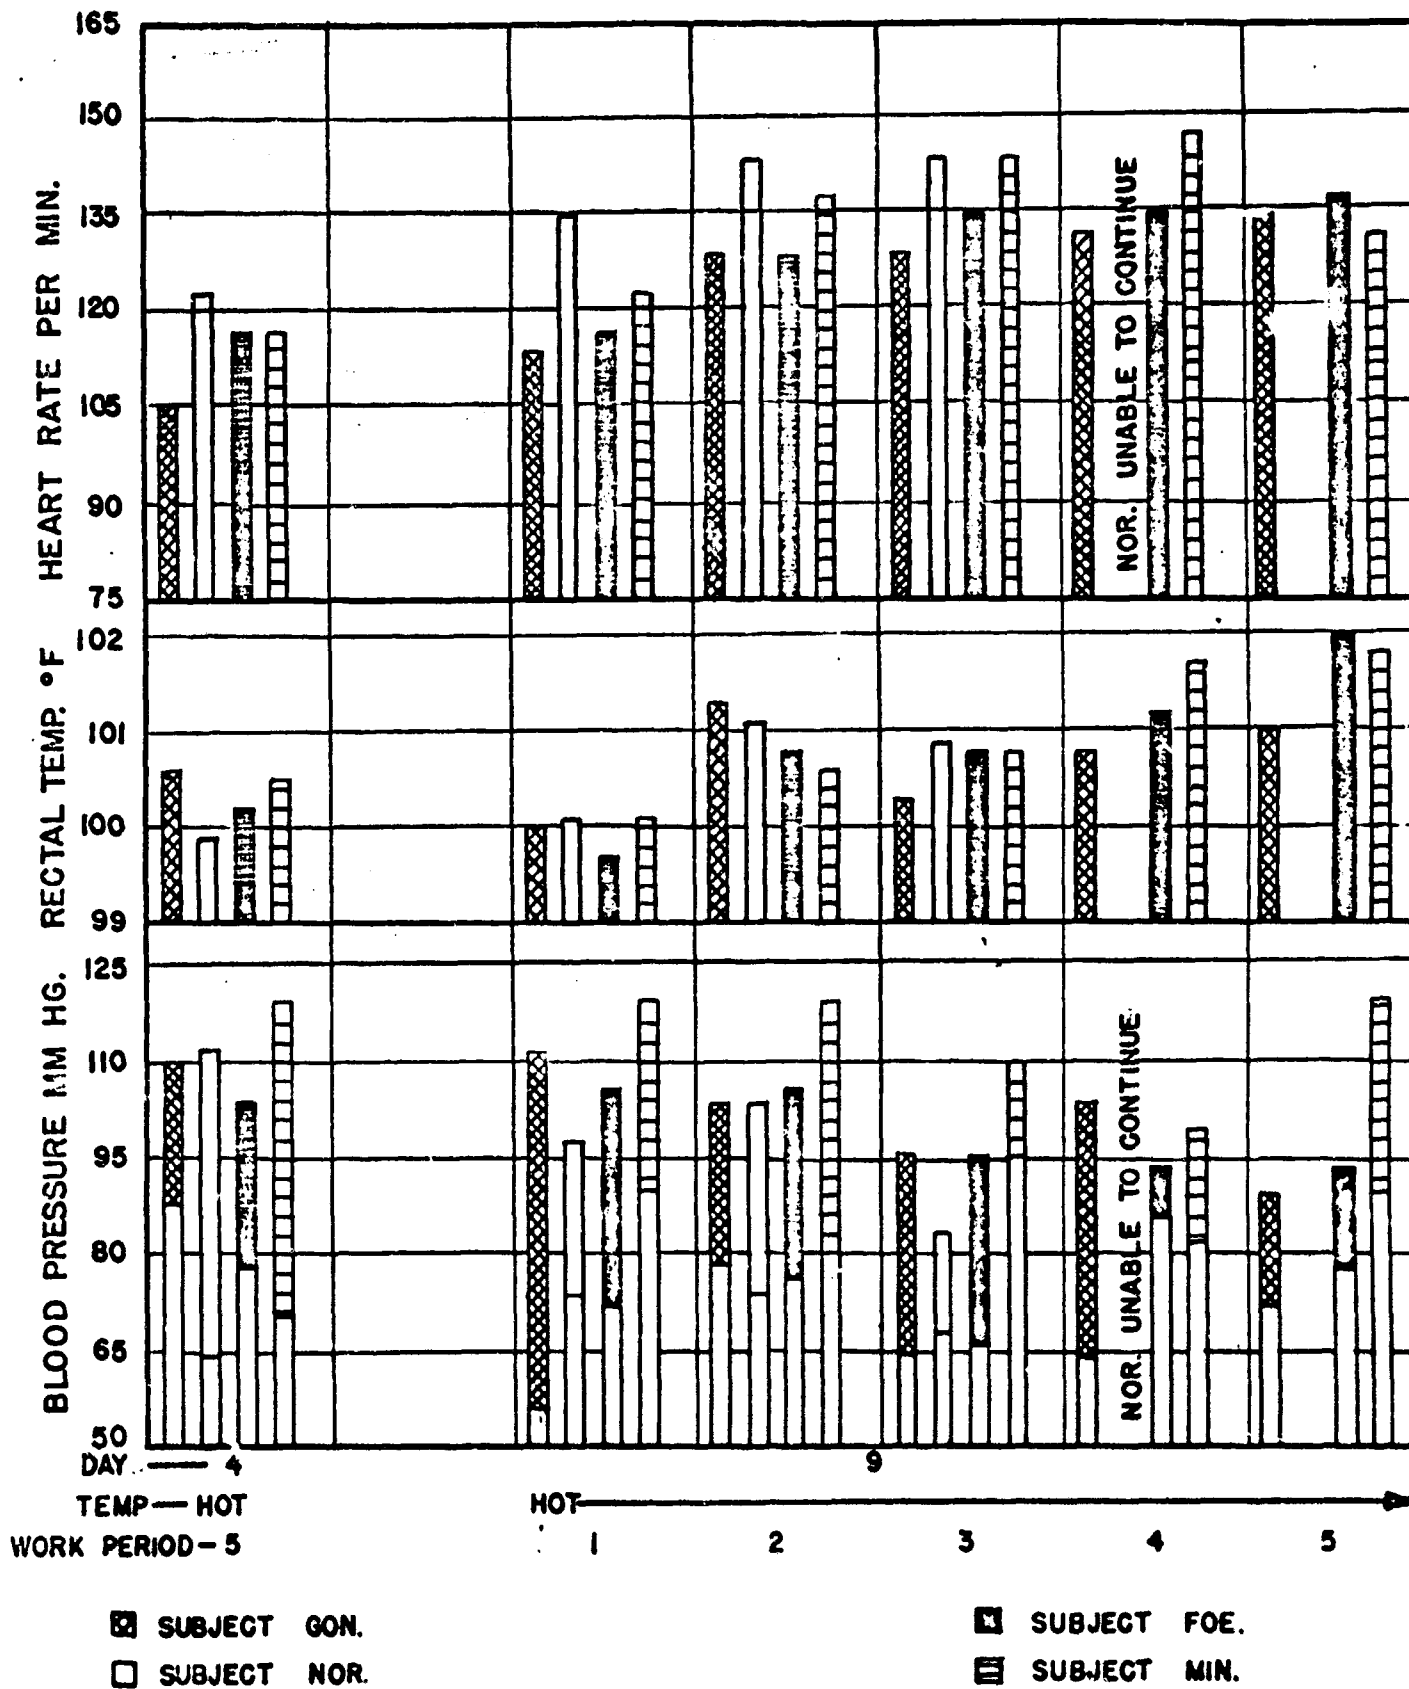 165
150
135
120
105
90
75
HEART RATE PER MIN.
NOR. UNABLE TO CONTINUE
102
101
100
99
RECTAL TEMP. °F
125
110
95
80
65
50
BLOOD PRESSURE MM HG.
NOR. UNABLE TO CONTINUE
DAY — 4 9
TEMP — HOT HOT
WORK PERIOD - 5 1 2 3 4 5
SUBJECT GON. SUBJECT FOE.
SUBJECT NOR. SUBJECT MIN.